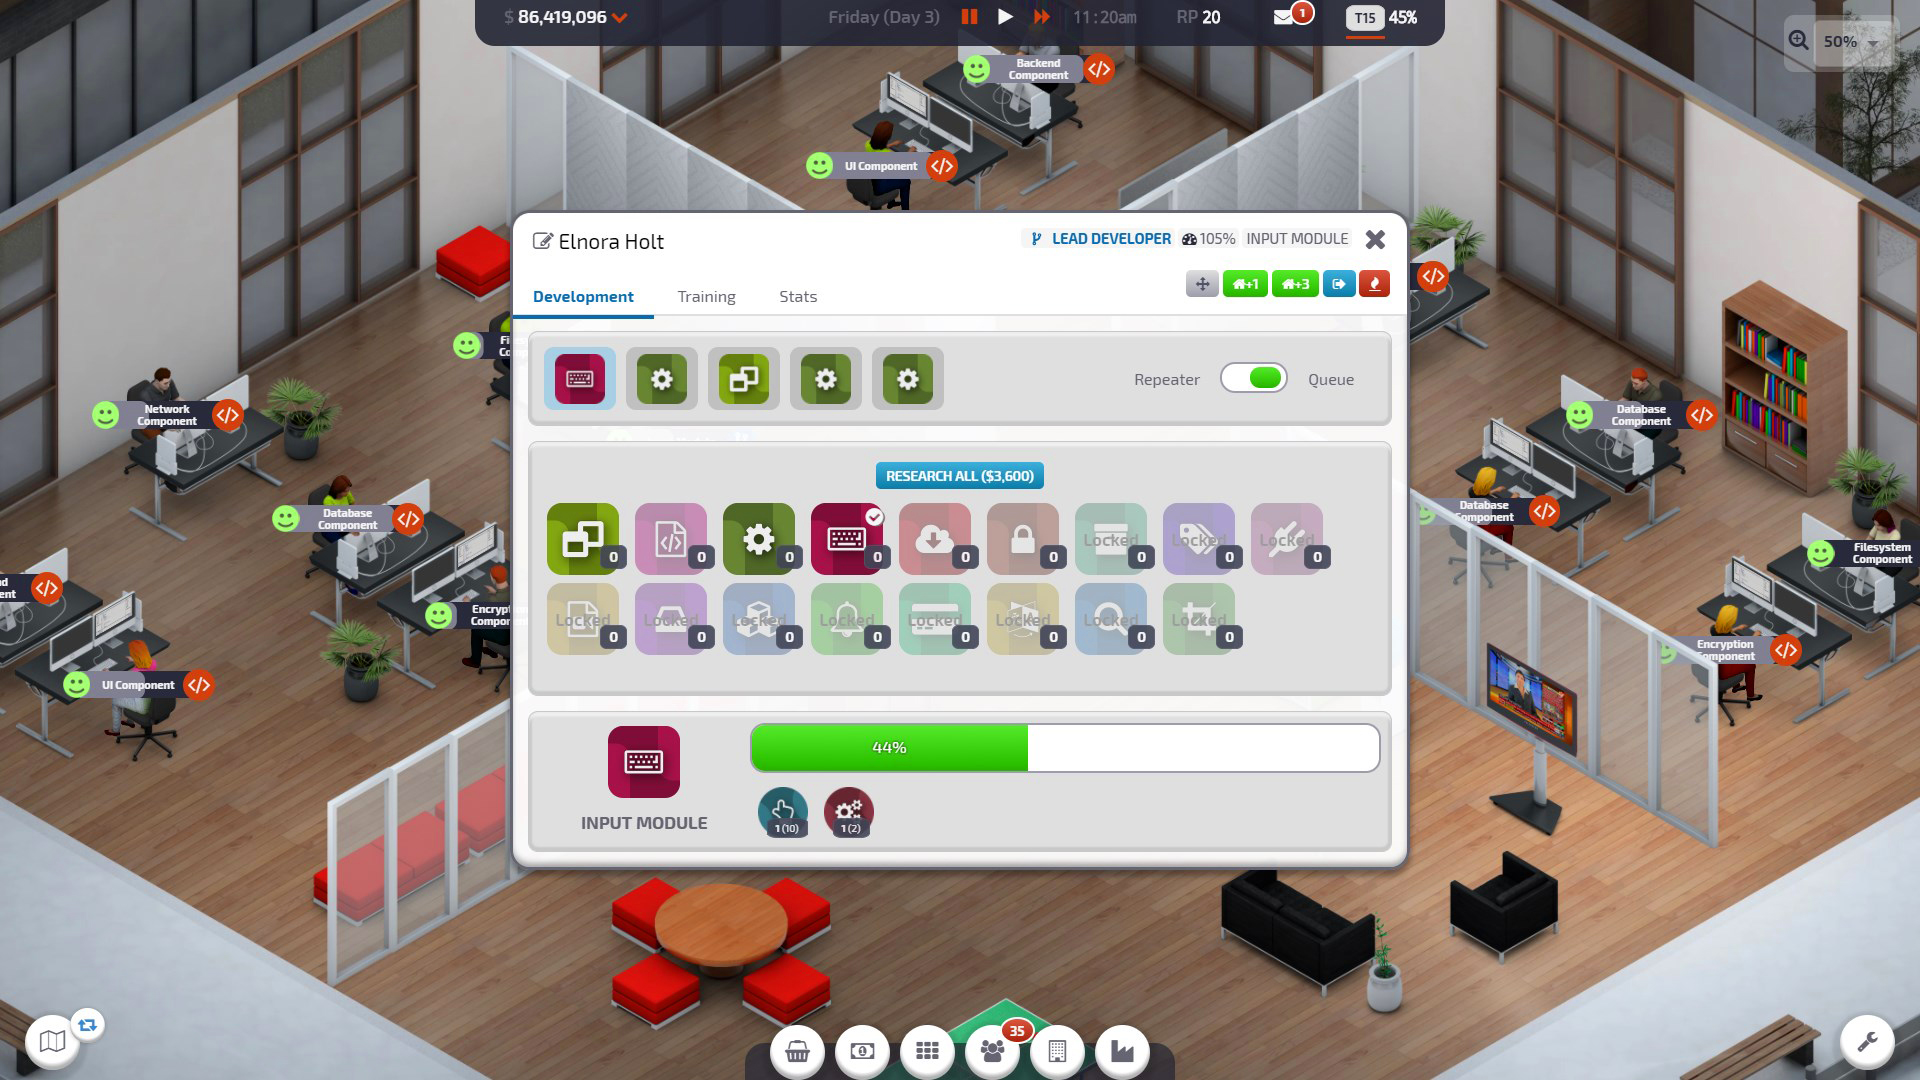 $ 86,419,096
Friday (Day 3)
11:20am
RP 20
1
T15 45%
50%
Backend
Component
UI Component
Elnora Holt
LEAD DEVELOPER
105%
INPUT MODULE
+1
+3
Development
Training
Stats
Repeater
Queue
RESEARCH ALL ($3,600)
0
0
0
0
0
0
Locked 0
Locked 0
Locked 0
Locked 0
Locked 0
Locked 0
Locked 0
Locked 0
Locked 0
Locked 0
Locked 0
44%
INPUT MODULE
1 (10)
1 (2)
Network
Component
Database
Component
UI Component
Database
Component
Database
Component
Filesystem
Component
Encryption
Component
35